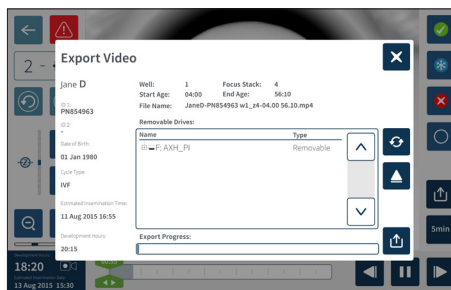 Export Video
2 -
Jane D
Well: 1 Focus Stack: 4
Start Age: 04:00 End Age: 56:10
File Name: JaneD-PN854963 w1_z4-04.00 56.10.mp4
ID 1:
PN854963
ID 2:
-
Removable Drives:
Name Type
F: AXH_PI Removable
Date of Birth:
01 Jan 1980
Cycle Type:
IVF
Estimated Insemination Time:
11 Aug 2015 16:55
Development Hours:
20:15
Export Progress:
Z
5min
Development Hours:
18:20
13 Aug 2015 15:30